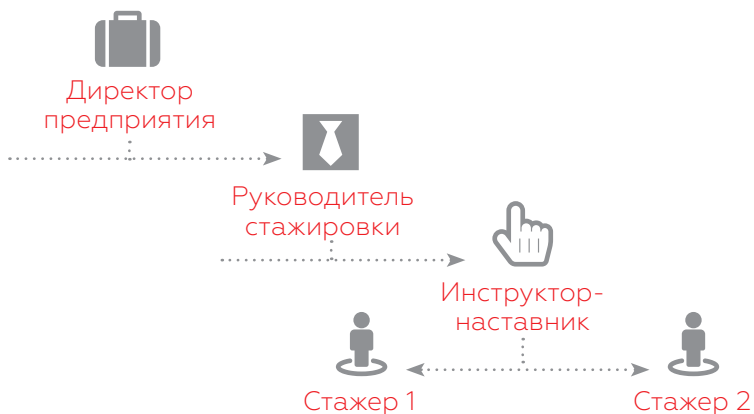 Директор
предприятия
Руководитель
стажировки
Инструктор-
наставник
Стажер 1
Стажер 2